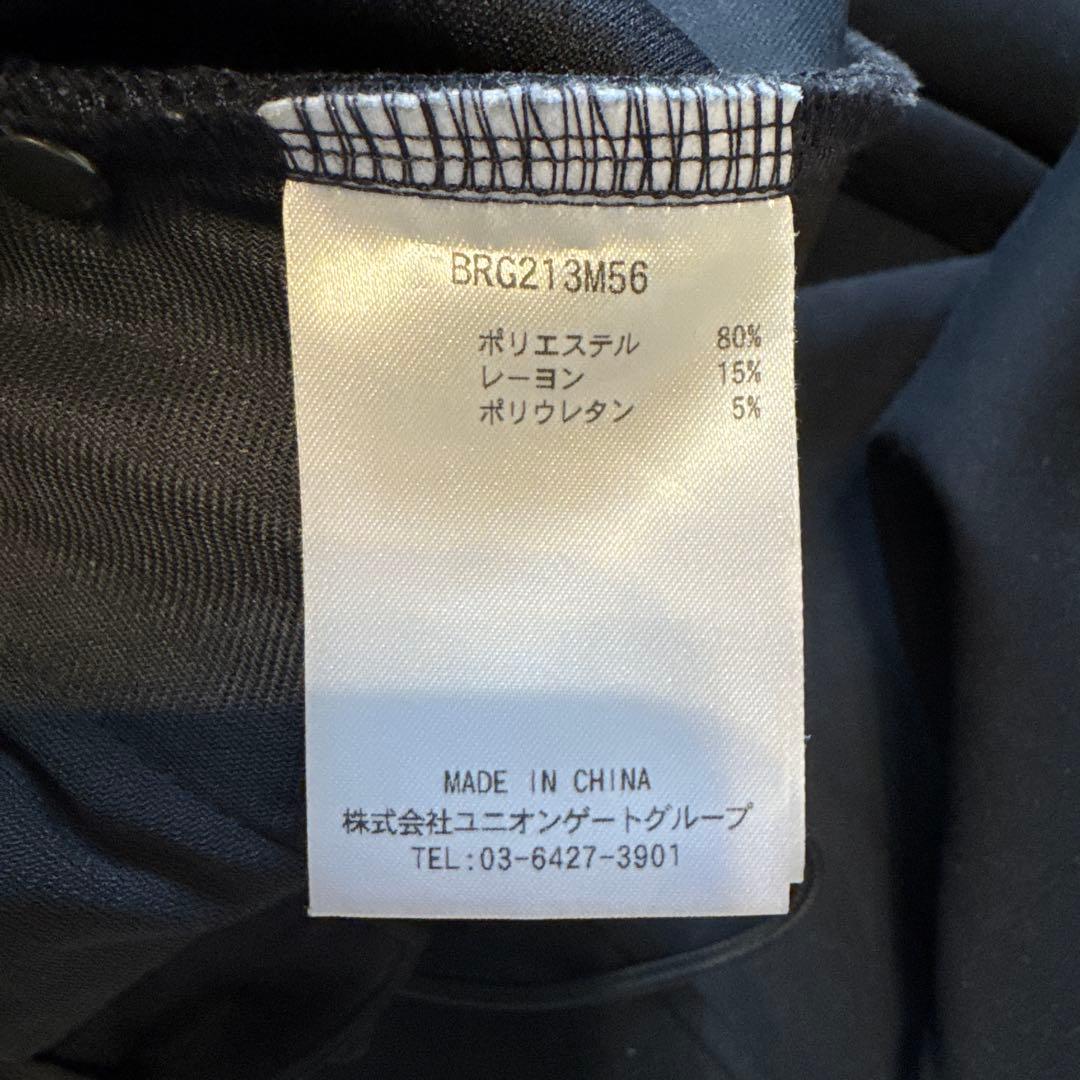 BRG213M56
ポリエステル 80%
レーヨン 15%
ポリウレタン 5%
MADE IN CHINA
株式会社ユニオンゲートグループ
TEL:03-6427-3901